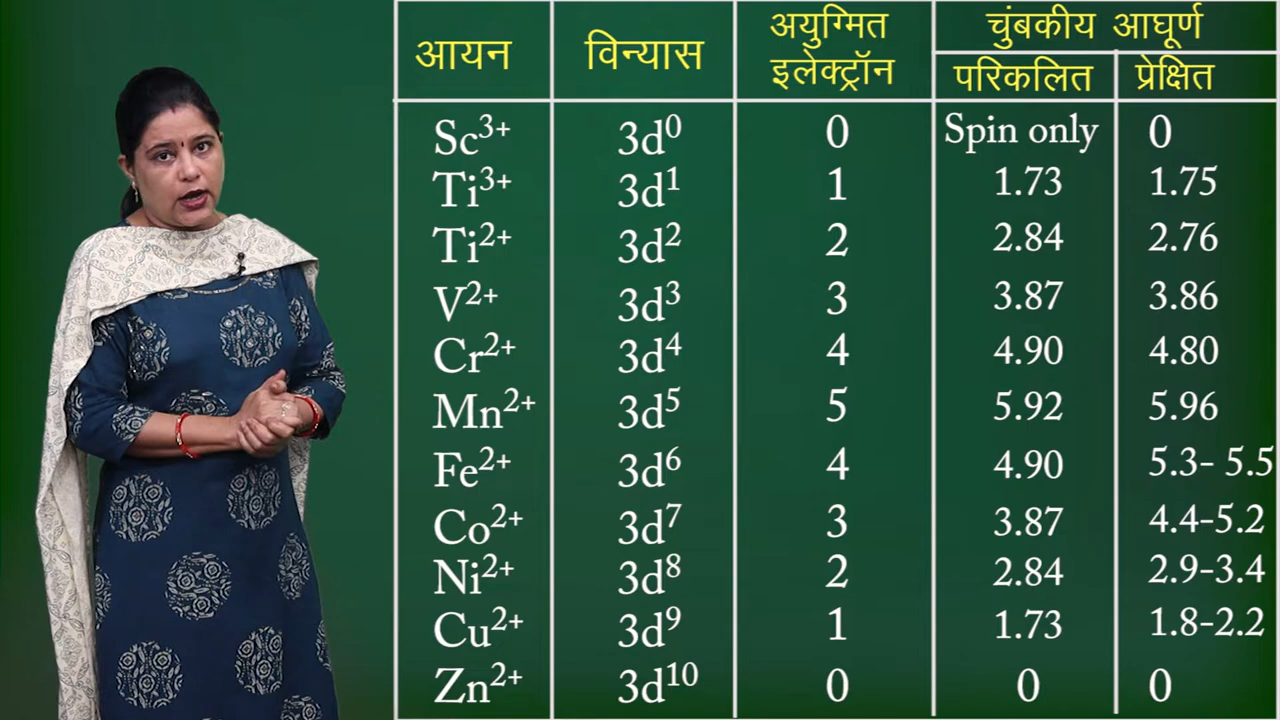 आयन विन्यास अयुग्मित इलेक्ट्रॉन चुंबकीय आघूर्ण
परिकलित प्रेक्षित
Sc³⁺ 3d⁰ 0 Spin only 0
Ti³⁺ 3d¹ 1 1.73 1.75
Ti²⁺ 3d² 2 2.84 2.76
V²⁺ 3d³ 3 3.87 3.86
Cr²⁺ 3d⁴ 4 4.90 4.80
Mn²⁺ 3d⁵ 5 5.92 5.96
Fe²⁺ 3d⁶ 4 4.90 5.3- 5.5
Co²⁺ 3d⁷ 3 3.87 4.4-5.2
Ni²⁺ 3d⁸ 2 2.84 2.9-3.4
Cu²⁺ 3d⁹ 1 1.73 1.8-2.2
Zn²⁺ 3d¹⁰ 0 0 0